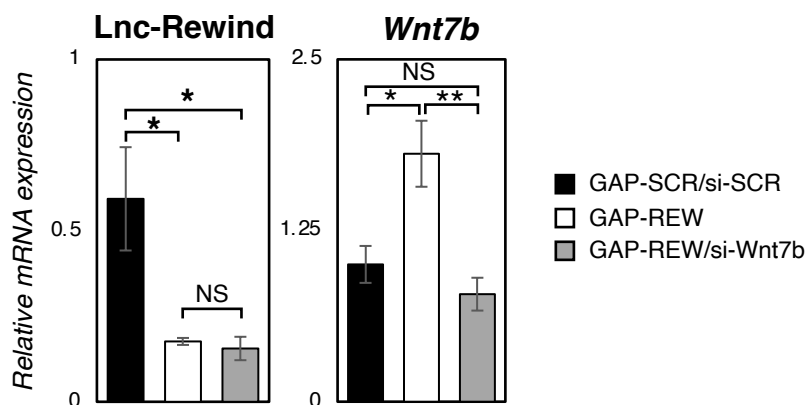 Lnc-Rewind
Wnt7b
Relative mRNA expression
1
0.5
0
*
*
NS
2.5
1.25
0
NS
*
**
GAP-SCR/si-SCR
GAP-REW
GAP-REW/si-Wnt7b